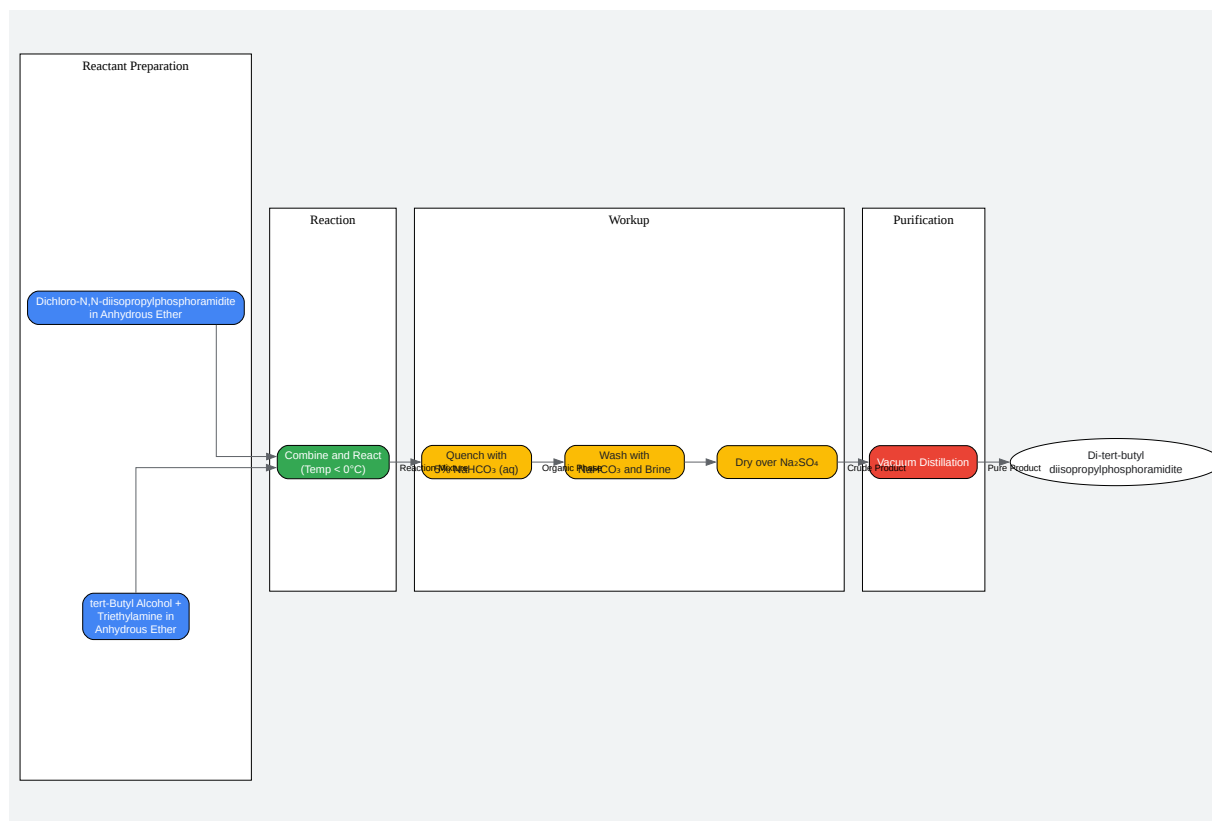 Reactant Preparation
Dichloro-N,N-diisopropylphosphoramidite
in Anhydrous Ether
tert-Butyl Alcohol +
Triethylamine in
Anhydrous Ether
Reaction
Combine and React
(Temp < 0°C)
Reaction Mixture
Workup
Quench with
5% NaHCO₃ (aq)
Organic Phase
Wash with
NaHCO₃ and Brine
Dry over Na₂SO₄
Crude Product
Purification
Vacuum Distillation
Pure Product
Di-tert-butyl
diisopropylphosphoramidite